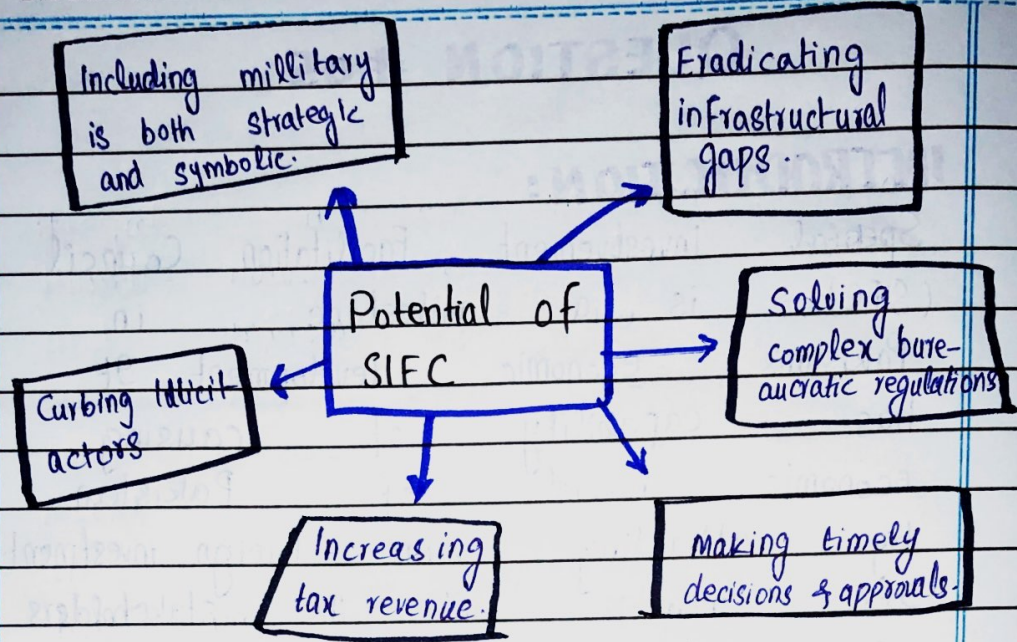 Including millitary
is both strategic
and symbolic.
Eradicating
infrastructural
gaps.
Potential of
SIFC
Solving
complex bure-
aucratic regulations
Curbing Illicit
actors
Increasing
tax revenue.
Making timely
decisions & approvals.